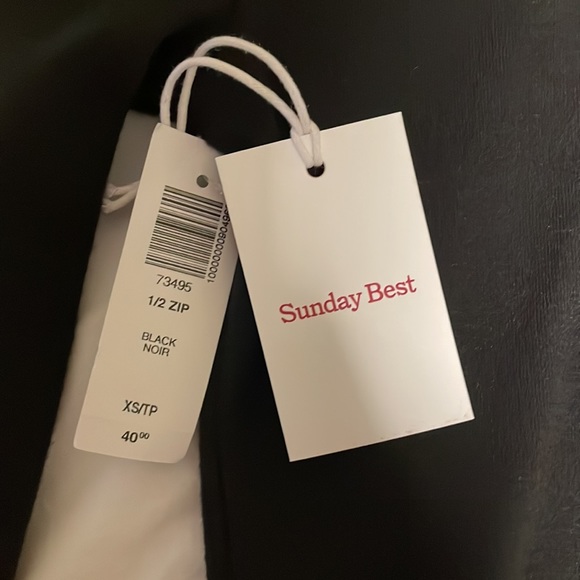 73495
1/2 ZIP
BLACK
NOIR
XS/TP
40⁰⁰
Sunday Best